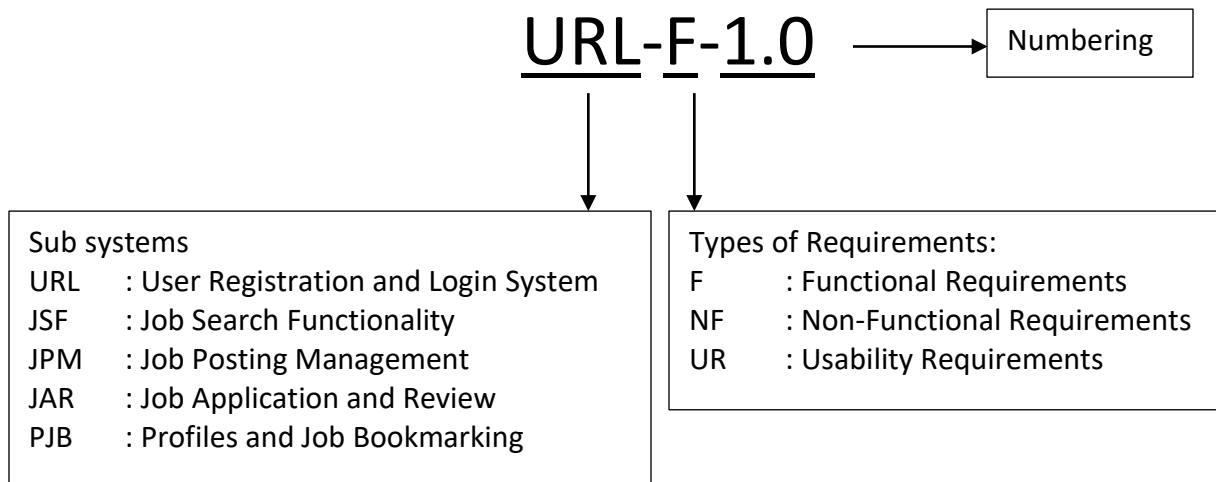 URL-F-1.0
Numbering
Sub systems
URL : User Registration and Login System
JSF : Job Search Functionality
JPM : Job Posting Management
JAR : Job Application and Review
PJB : Profiles and Job Bookmarking
Types of Requirements:
F : Functional Requirements
NF : Non-Functional Requirements
UR : Usability Requirements